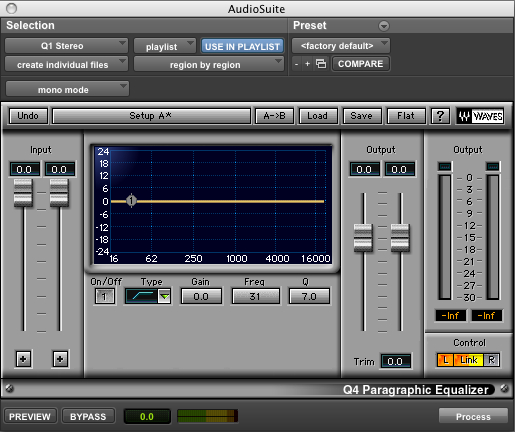 AudioSuite
Selection
Preset
Q1 Stereo
playlist
USE IN PLAYLIST
<factory default>
create individual files
region by region
- +
COMPARE
mono mode
Undo
Setup A*
A->B
Load
Save
Flat
?
WAVES
Input
Output
Output
0.0 0.0
0.0 0.0
24
18
12
6
0
-6
-12
-18
-24
16 62 250 1000 4000 16000
1
0
3
6
9
12
15
18
21
24
27
30
On/Off Type Gain Freq Q
1 0.0 31 7.0
-Inf -Inf
Control
L Link R
+ +
Trim 0.0
Q4 Paragraphic Equalizer
PREVIEW BYPASS 0.0 Process